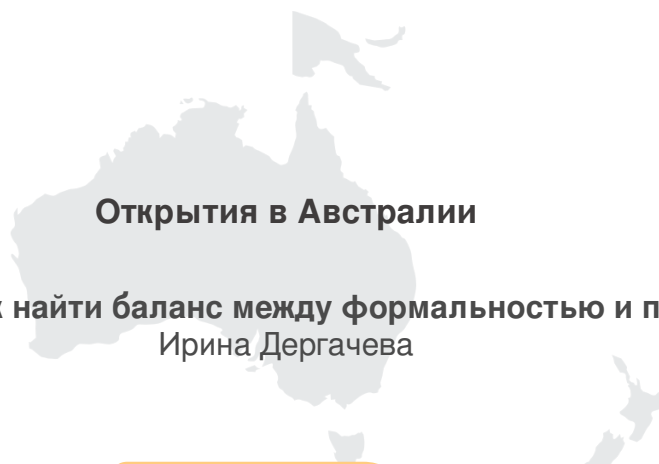 Открытия в Австралии
найти баланс между формальностью и
Ирина Дергачева